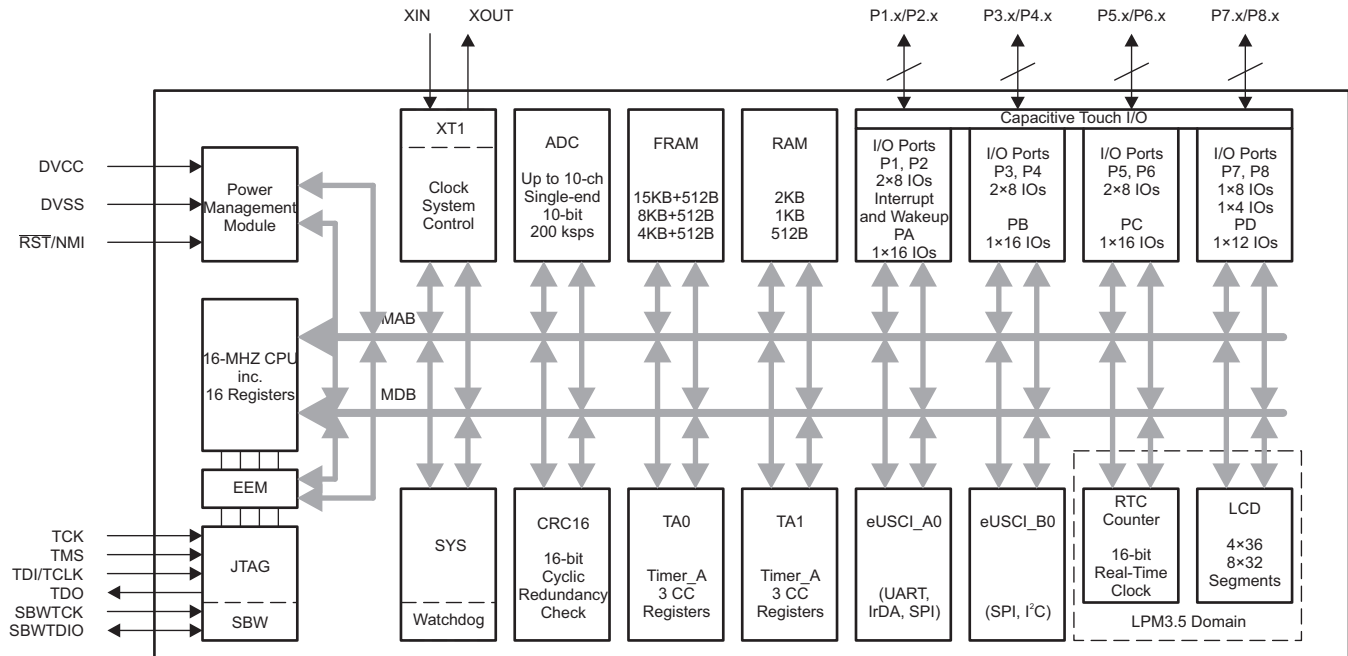 XIN
XOUT
P1.x/P2.x
P3.x/P4.x
P5.x/P6.x
P7.x/P8.x
DVCC
DVSS
RST/NMI
Power
Management
Module
XT1
Clock
System
Control
ADC
Up to 10-ch
Single-end
10-bit
200 ksps
FRAM
15KB+512B
8KB+512B
4KB+512B
RAM
2KB
1KB
512B
Capacitive Touch I/O
I/O Ports
P1, P2
2×8 IOs
Interrupt
and Wakeup
PA
1×16 IOs
I/O Ports
P3, P4
2×8 IOs
PB
1×16 IOs
I/O Ports
P5, P6
2×8 IOs
PC
1×16 IOs
I/O Ports
P7, P8
1×8 IOs
1×4 IOs
PD
1×12 IOs
MAB
16-MHZ CPU
inc.
16 Registers
MDB
EEM
TCK
TMS
TDI/TCLK
TDO
SBWTCK
SBWTDIO
JTAG
SBW
SYS
Watchdog
CRC16
16-bit
Cyclic
Redundancy
Check
TA0
Timer_A
3 CC
Registers
TA1
Timer_A
3 CC
Registers
eUSCI_A0
(UART,
IrDA, SPI)
eUSCI_B0
(SPI, I²C)
RTC
Counter
16-bit
Real-Time
Clock
LCD
4×36
8×32
Segments
LPM3.5 Domain